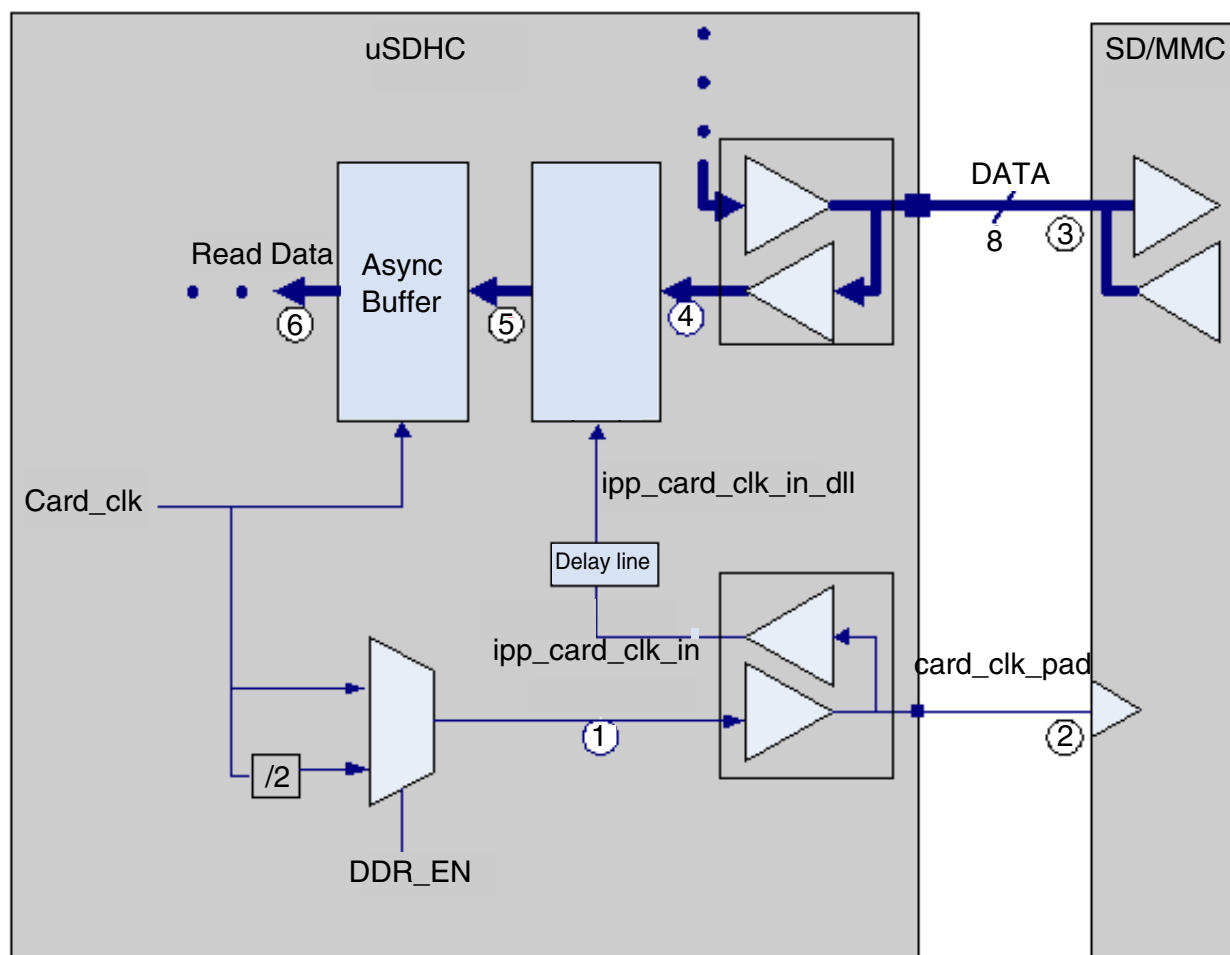 uSDHC
SD/MMC
DATA
8
3
Read Data
Async
Buffer
6
5
4
Card_clk
ipp_card_clk_in_dll
Delay line
ipp_card_clk_in
card_clk_pad
1
2
/2
DDR_EN